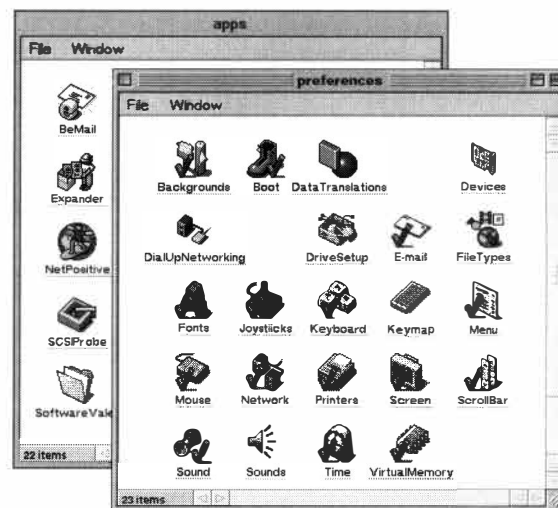 apps
File Window
BeMail
Expander
NetPositive
SCSIProbe
SoftwareVale
22 items
preferences
File Window
Backgrounds Boot DataTranslations Devices
DialUpNetworking DriveSetup E-mail FileTypes
Fonts Joysticks Keyboard Keymap Menu
Mouse Network Printers Screen ScrollBar
Sound Sounds Time VirtualMemory
23 items